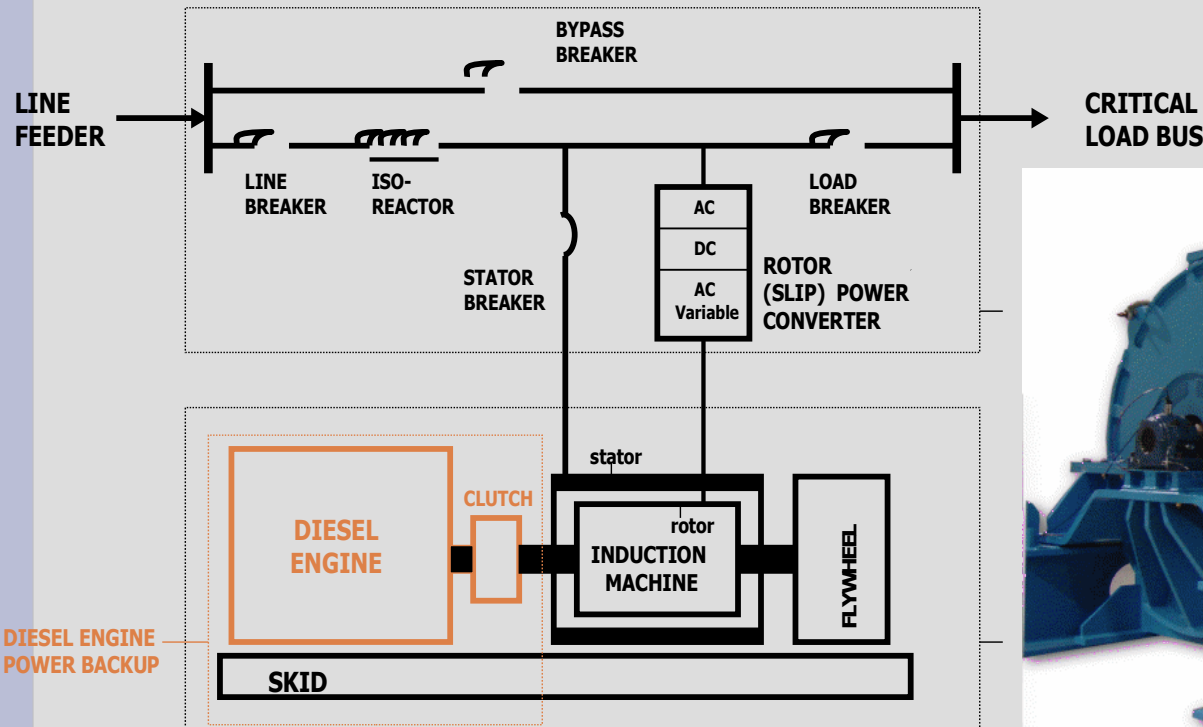 BYPASS
BREAKER
LINE
FEEDER
CRITICAL
LOAD BUS
LINE
BREAKER
ISO-
REACTOR
LOAD
BREAKER
STATOR
BREAKER
AC
DC
AC
Variable
ROTOR
(SLIP) POWER
CONVERTER
stator
rotor
CLUTCH
DIESEL
ENGINE
INDUCTION
MACHINE
FLYWHEEL
DIESEL ENGINE
POWER BACKUP
SKID